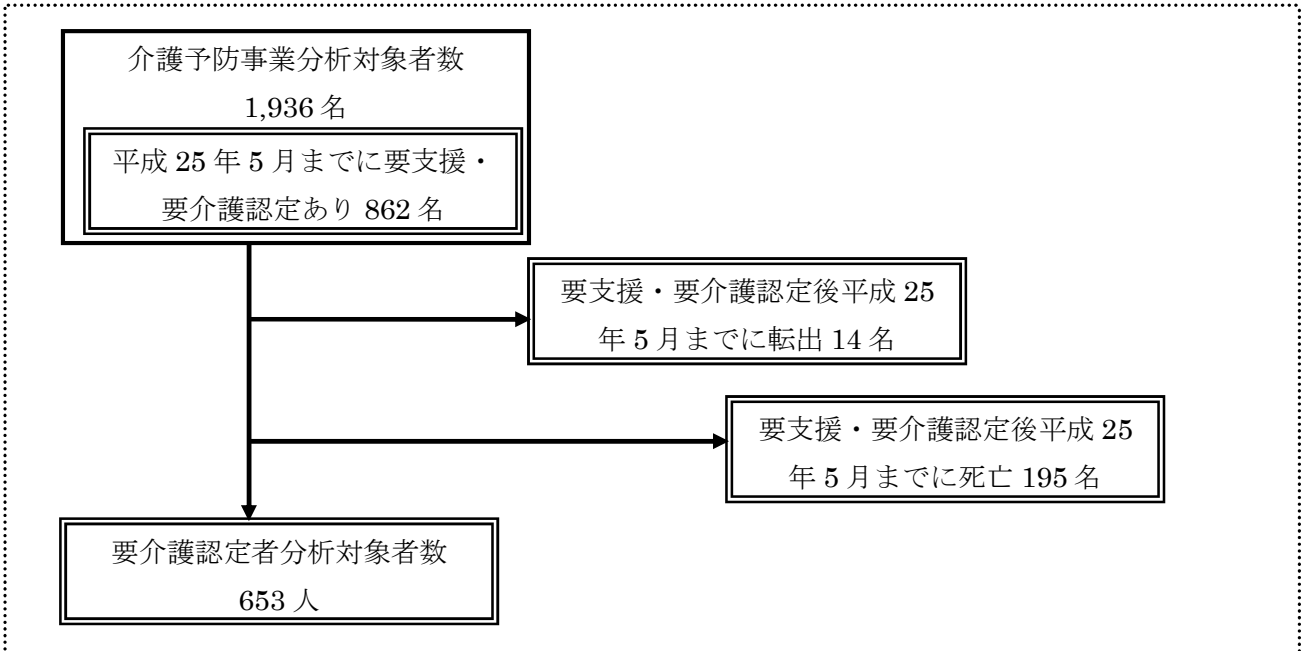 介護予防事業分析対象者数
1,936 名
平成 25 年 5 月までに要支援・
要介護認定あり 862 名
要支援・要介護認定後平成 25
年 5 月までに転出 14 名
要支援・要介護認定後平成 25
年 5 月までに死亡 195 名
要介護認定者分析対象者数
653 人